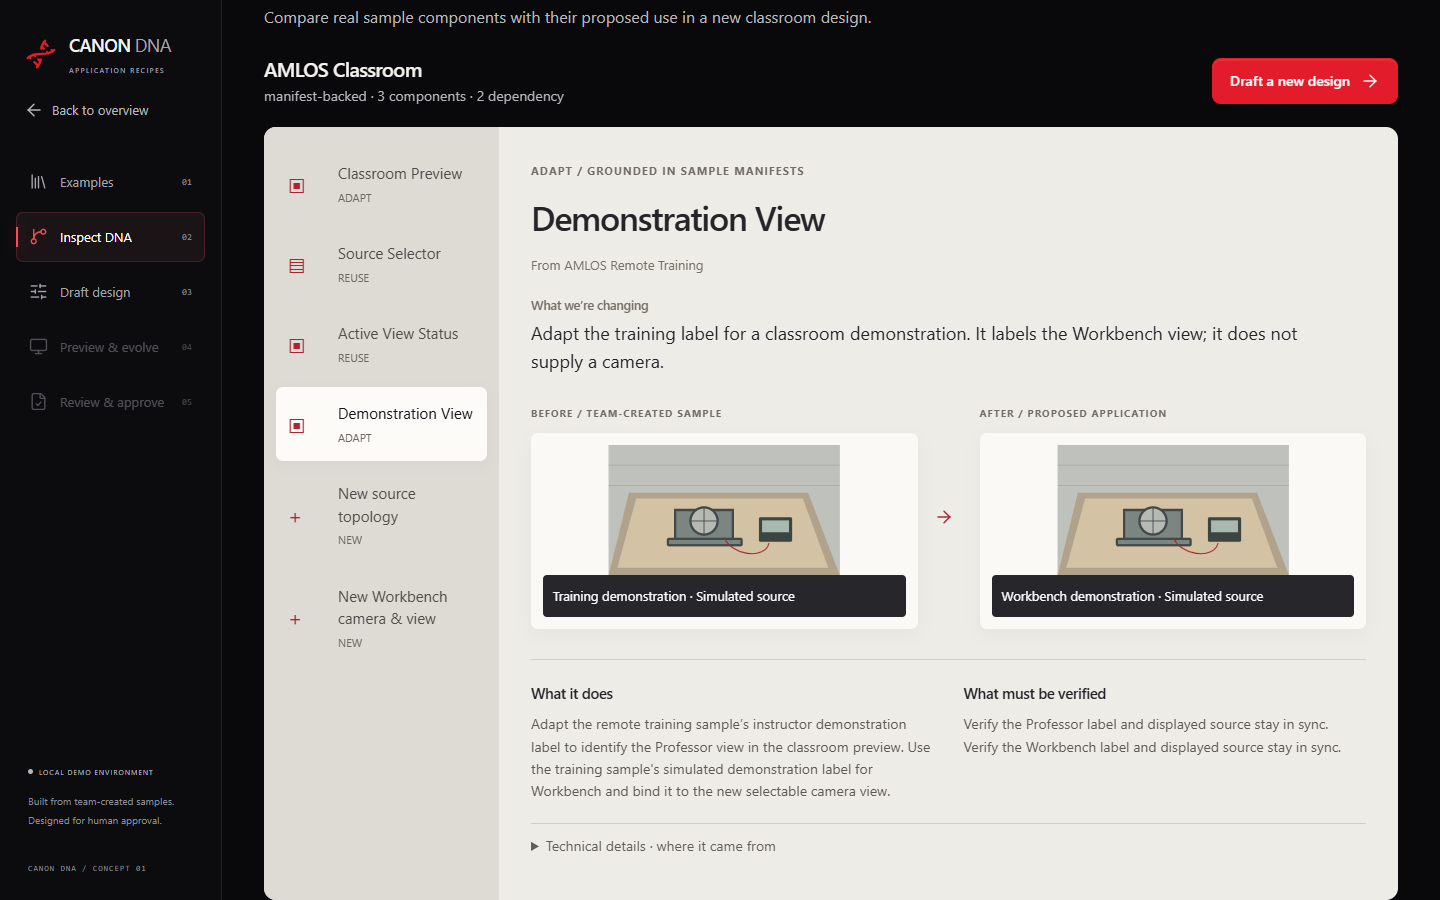 Compare real sample components with their proposed use in a new classroom design.
CANON DNA
APPLICATION RECIPES
Back to overview
Examples 01
Inspect DNA 02
Draft design 03
Preview & evolve 04
Review & approve 05
LOCAL DEMO ENVIRONMENT
Built from team-created samples.
Designed for human approval.
CANON DNA / CONCEPT 01
AMLOS Classroom
manifest-backed · 3 components · 2 dependency
Draft a new design
Classroom Preview
ADAPT
Source Selector
REUSE
Active View Status
REUSE
Demonstration View
ADAPT
New source
topology
NEW
New Workbench
camera & view
NEW
ADAPT / GROUNDED IN SAMPLE MANIFESTS
Demonstration View
From AMLOS Remote Training
What we're changing
Adapt the training label for a classroom demonstration. It labels the Workbench view; it does not
supply a camera.
BEFORE / TEAM-CREATED SAMPLE
Training demonstration · Simulated source
AFTER / PROPOSED APPLICATION
Workbench demonstration · Simulated source
What it does
Adapt the remote training sample's instructor demonstration
label to identify the Professor view in the classroom preview. Use
the training sample's simulated demonstration label for
Workbench and bind it to the new selectable camera view.
What must be verified
Verify the Professor label and displayed source stay in sync.
Verify the Workbench label and displayed source stay in sync.
Technical details · where it came from